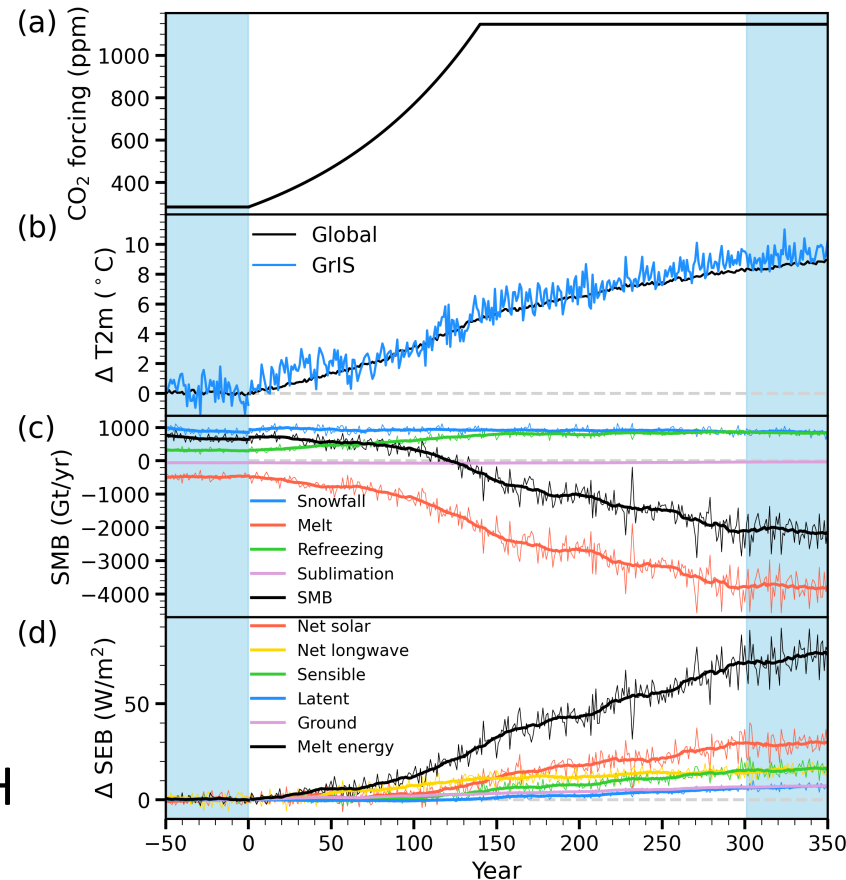 (a)
CO₂ forcing (ppm)
1000
800
600
400
(b)
Δ T2m (°C)
10
8
6
4
2
0
Global
GrIS
(c)
SMB (Gt/yr)
1000
0
−1000
−2000
−3000
−4000
Snowfall
Melt
Refreezing
Sublimation
SMB
(d)
Δ SEB (W/m²)
50
0
Net solar
Net longwave
Sensible
Latent
Ground
Melt energy
−50 0 50 100 150 200 250 300 350
Year